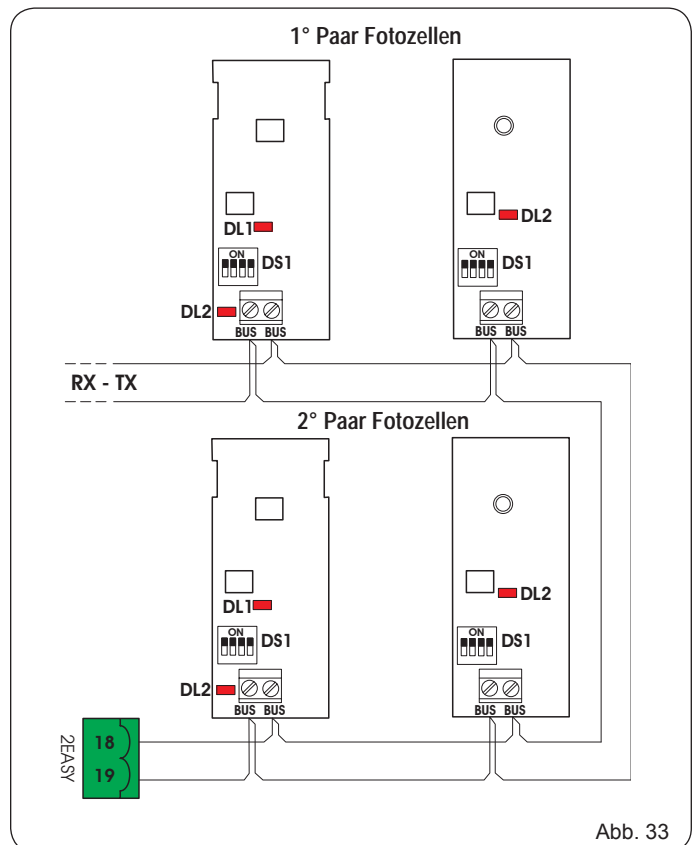 1° Paar Fotozellen
DL1
DL2
ON
DS1
ON
DS1
DL2
BUS BUS
BUS BUS
RX - TX
2° Paar Fotozellen
DL1
DL2
ON
DS1
ON
DS1
DL2
BUS BUS
BUS BUS
2EASY
18
19
Abb. 33